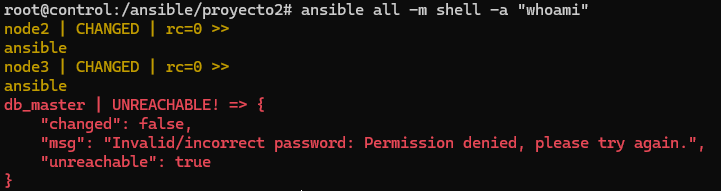 root@control:/ansible/proyecto2# ansible all -m shell -a "whoami"
node2 | CHANGED | rc=0 >>
ansible
node3 | CHANGED | rc=0 >>
ansible
db_master | UNREACHABLE! => {
    "changed": false,
    "msg": "Invalid/incorrect password: Permission denied, please try again.",
    "unreachable": true
}